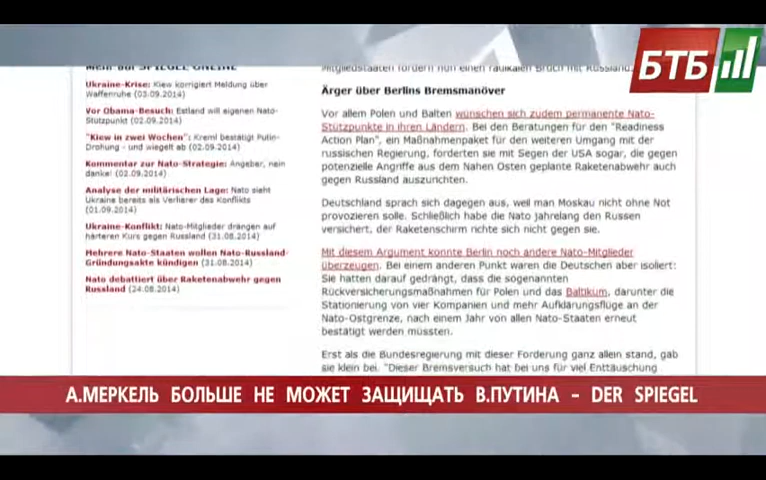 БТБ
Mehr auf SPIEGEL ONLINE
Ukraine-Krise: Kiew korrigiert Meldung über
Waffenruhe (03.09.2014)
Vor Obama-Besuch: Estland will eigenen Nato-
Stützpunkt (02.09.2014)
"Kiew in zwei Wochen": Kreml bestätigt Putin-
Drohung - und wiegelt ab (02.09.2014)
Kommentar zur Nato-Strategie: Angeber, nein
danke! (02.09.2014)
Analyse der militärischen Lage: Nato sieht
Ukraine bereits als Verlierer des Konflikts
(01.09.2014)
Ukraine-Konflikt: Nato-Mitglieder drängen auf
härteren Kurs gegen Russland (31.08.2014)
Mehrere Nato-Staaten wollen Nato-Russland-
Gründungsakte kündigen (31.08.2014)
Nato debattiert über Raketenabwehr gegen
Russland (24.08.2014)
Mitgliedstaaten fordern nun einen radikalen Bruch mit Russland.
Ärger über Berlins Bremsmanöver
Vor allem Polen und Balten wünschen sich zudem permanente Nato-
Stützpunkte in ihren Ländern. Bei den Beratungen für den "Readiness
Action Plan", ein Maßnahmenpaket für den weiteren Umgang mit der
russischen Regierung, forderten sie mit Segen der USA sogar, die gegen
potenzielle Angriffe aus dem Nahen Osten geplante Raketenabwehr auch
gegen Russland auszurichten.
Deutschland sprach sich dagegen aus, weil man Moskau nicht ohne Not
provozieren solle. Schließlich habe die Nato jahrelang den Russen
versichert, der Raketenschirm richte sich nicht gegen sie.
Mit diesem Argument konnte Berlin noch andere Nato-Mitglieder
überzeugen. Bei einem anderen Punkt waren die Deutschen aber isoliert:
Sie hatten darauf gedrängt, dass die sogenannten
Rückversicherungsmaßnahmen für Polen und das Baltikum, darunter die
Stationierung von vier Kompanien und mehr Aufklärungsflüge an der
Nato-Ostgrenze, nach einem Jahr von allen Nato-Staaten erneut
bestätigt werden müssten.
Erst als die Bundesregierung mit dieser Forderung ganz allein stand, gab
sie klein bei. "Dieser Bremsversuch hat bei uns für viel Enttäuschung
А.МЕРКЕЛЬ БОЛЬШЕ НЕ МОЖЕТ ЗАЩИЩАТЬ В.ПУТИНА – DER SPIEGEL